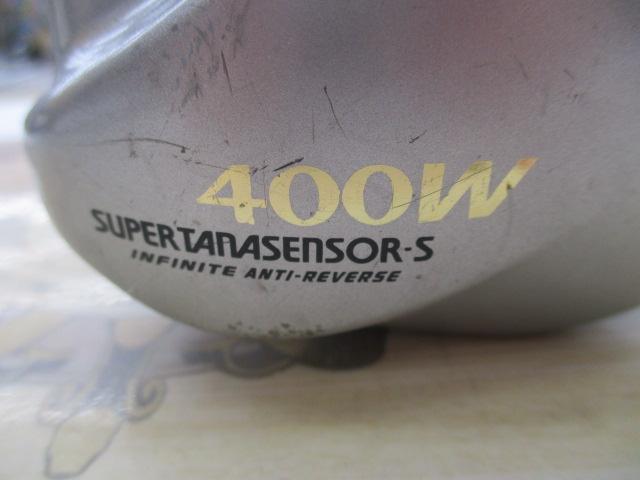 400W
SUPERTANASENSOR-S
INFINITE ANTI-REVERSE